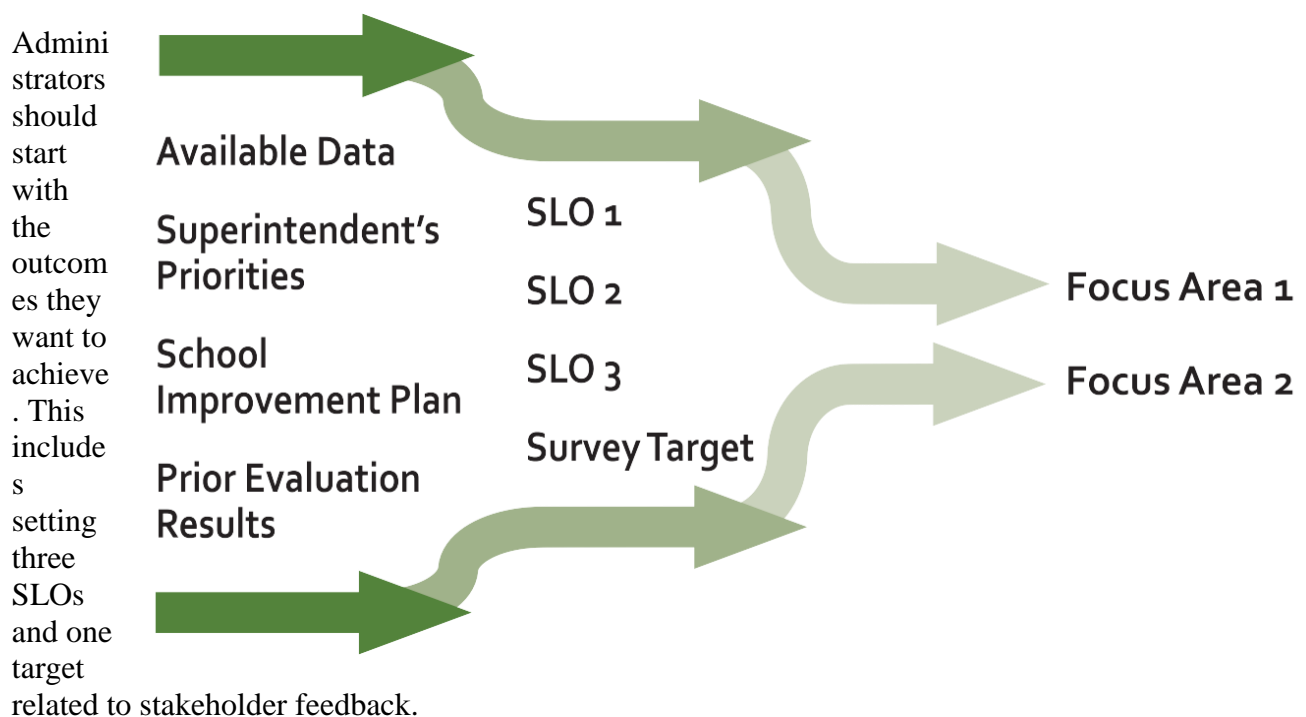 Admini
strators
should
start
with
the
outcom
es they
want to
achieve
. This
include
s
setting
three
SLOs
and one
target
related to stakeholder feedback.
Available Data
Superintendent's
Priorities
School
Improvement Plan
Prior Evaluation
Results
SLO 1
SLO 2
SLO 3
Survey Target
Focus Area 1
Focus Area 2